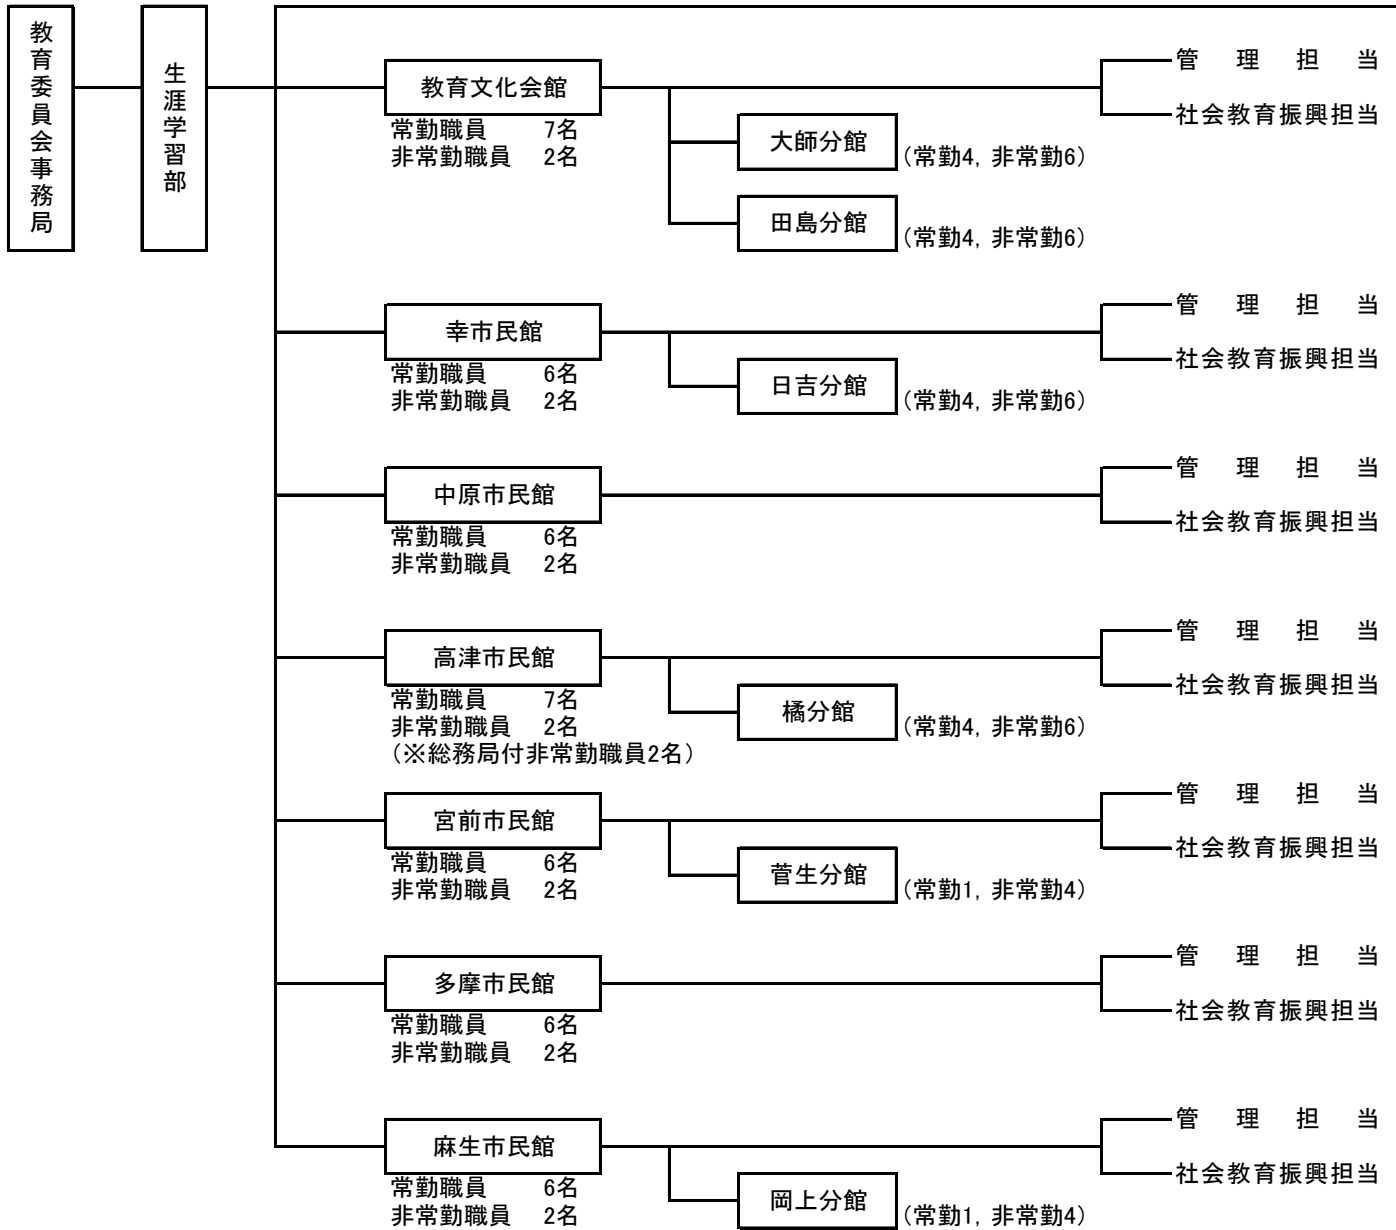 教育委員会事務局
生涯学習部
教育文化会館
常勤職員 7名
非常勤職員 2名
大師分館
(常勤4, 非常勤6)
田島分館
(常勤4, 非常勤6)
管理担当
社会教育振興担当
幸市民館
常勤職員 6名
非常勤職員 2名
日吉分館
(常勤4, 非常勤6)
管理担当
社会教育振興担当
中原市民館
常勤職員 6名
非常勤職員 2名
管理担当
社会教育振興担当
高津市民館
常勤職員 7名
非常勤職員 2名
(※総務局付非常勤職員2名)
橘分館
(常勤4, 非常勤6)
管理担当
社会教育振興担当
宮前市民館
常勤職員 6名
非常勤職員 2名
菅生分館
(常勤1, 非常勤4)
管理担当
社会教育振興担当
多摩市民館
常勤職員 6名
非常勤職員 2名
管理担当
社会教育振興担当
麻生市民館
常勤職員 6名
非常勤職員 2名
岡上分館
(常勤1, 非常勤4)
管理担当
社会教育振興担当